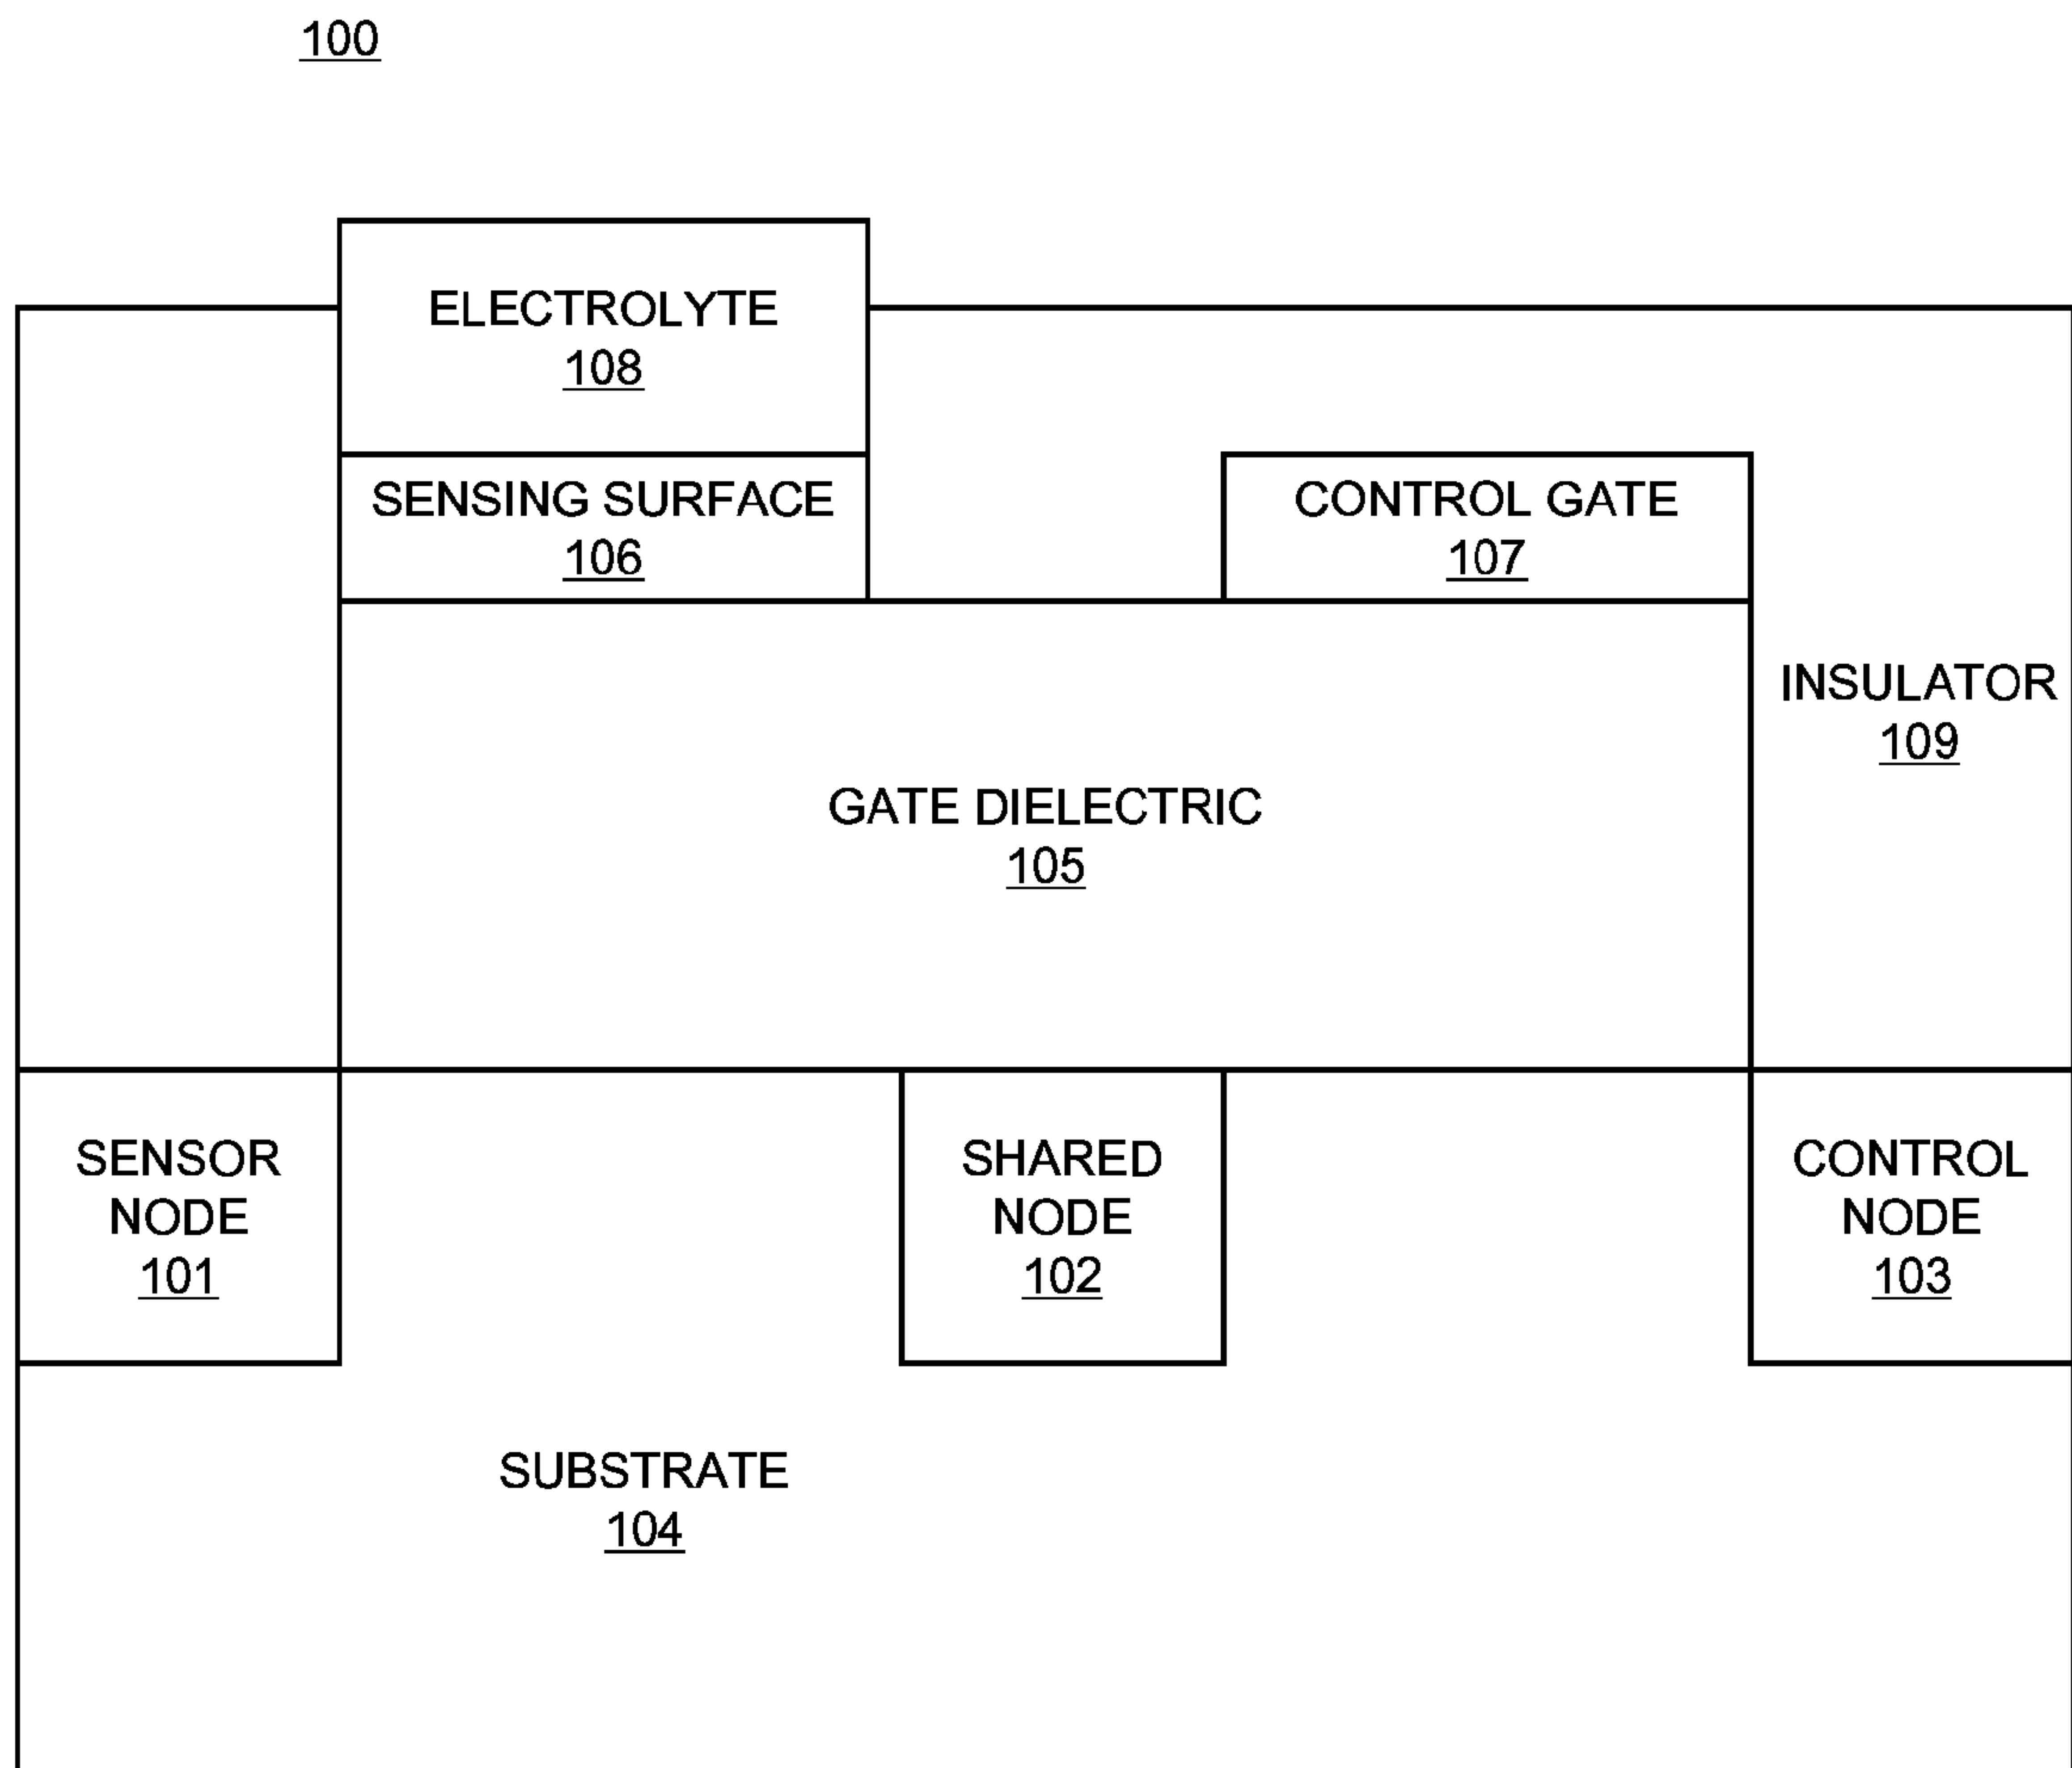 100
ELECTROLYTE
108
SENSING SURFACE
106
CONTROL GATE
107
INSULATOR
109
GATE DIELECTRIC
105
SENSOR
NODE
101
SHARED
NODE
102
CONTROL
NODE
103
SUBSTRATE
104